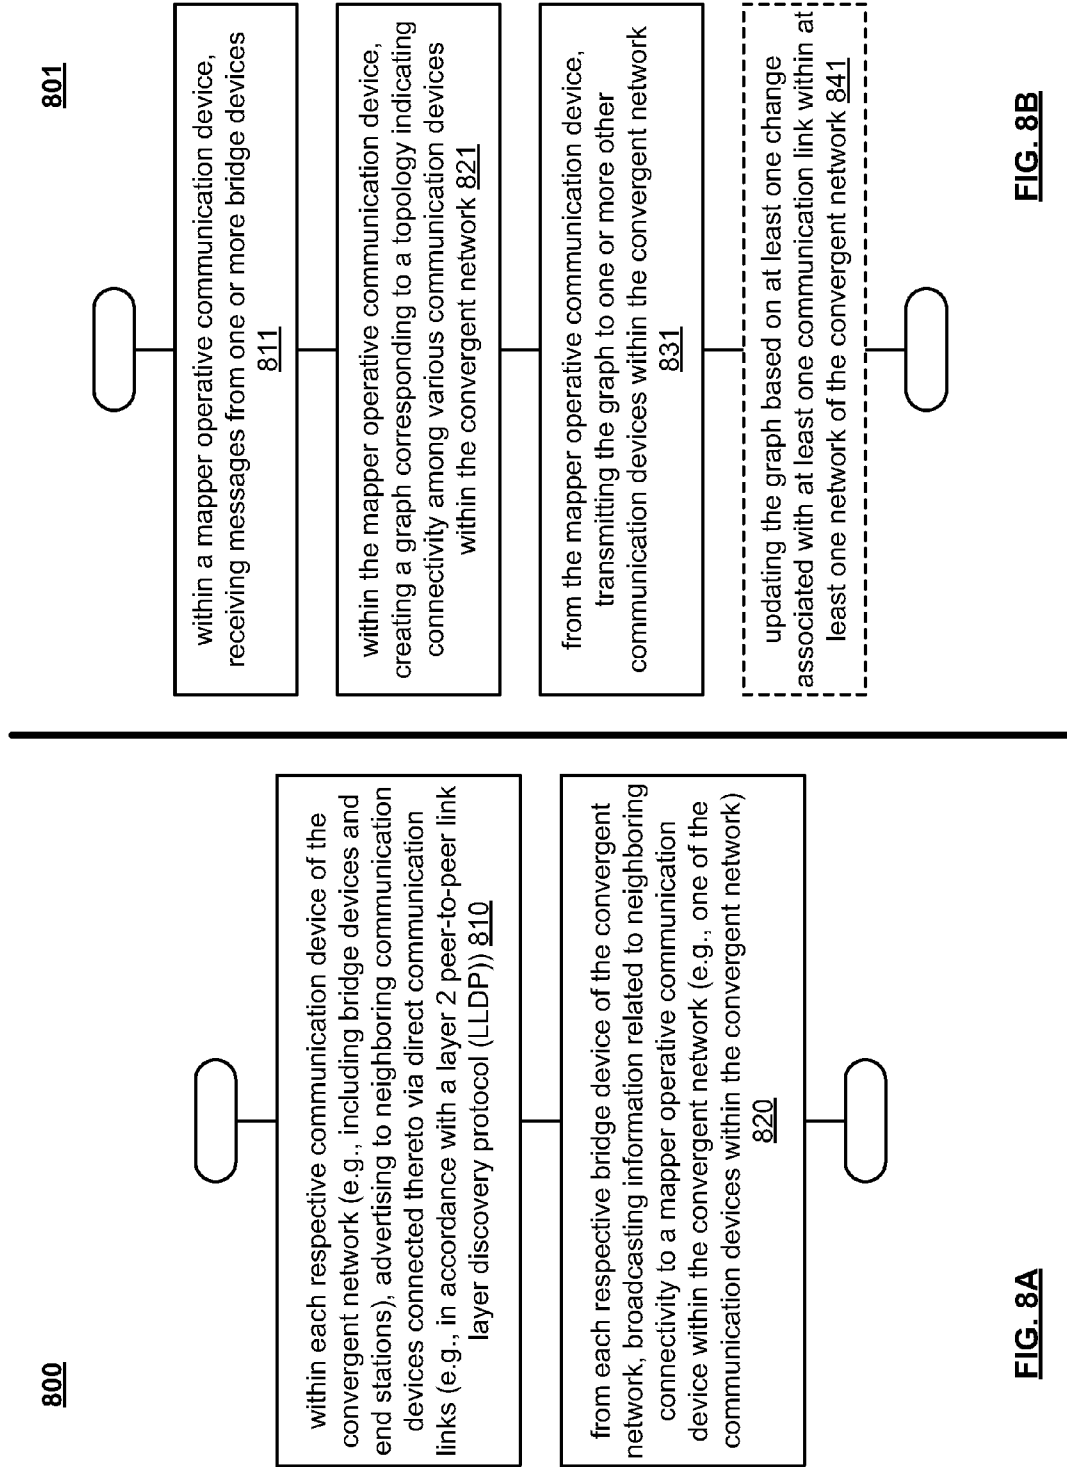 800
within each respective communication device of the
convergent network (e.g., including bridge devices and
end stations), advertising to neighboring communication
devices connected thereto via direct communication
links (e.g., in accordance with a layer 2 peer-to-peer link
layer discovery protocol (LLDP)) 810
from each respective bridge device of the convergent
network, broadcasting information related to neighboring
connectivity to a mapper operative communication
device within the convergent network (e.g., one of the
communication devices within the convergent network)
820
FIG. 8A
801
within a mapper operative communication device,
receiving messages from one or more bridge devices
811
within the mapper operative communication device,
creating a graph corresponding to a topology indicating
connectivity among various communication devices
within the convergent network 821
from the mapper operative communication device,
transmitting the graph to one or more other
communication devices within the convergent network
831
updating the graph based on at least one change
associated with at least one communication link within at
least one network of the convergent network 841
FIG. 8B